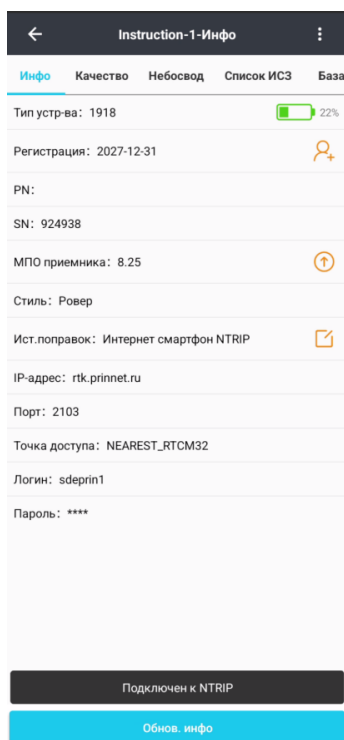 Instruction-1-Инфо
Инфо Качество Небосвод Список ИСЗ База
Тип устр-ва: 1918 22%
Регистрация: 2027-12-31
PN:
SN: 924938
МПО приемника: 8.25
Стиль: Ровер
Ист.поправок: Интернет смартфон NTRIP
IP-адрес: rtk.prinnet.ru
Порт: 2103
Точка доступа: NEAREST_RTCM32
Логин: sdeprin1
Пароль: ****
Подключен к NTRIP
Обнов. инфо